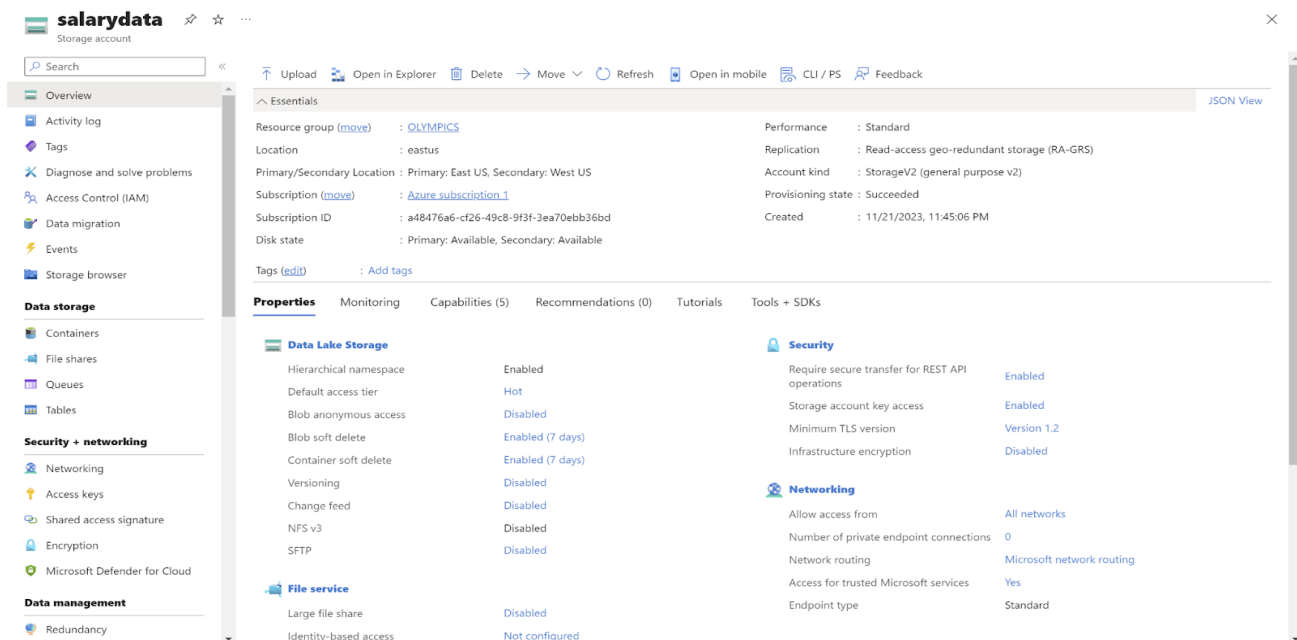 salarydata
Storage account
Search
Overview
Activity log
Tags
Diagnose and solve problems
Access Control (IAM)
Data migration
Events
Storage browser
Data storage
Containers
File shares
Queues
Tables
Security + networking
Networking
Access keys
Shared access signature
Encryption
Microsoft Defender for Cloud
Data management
Redundancy
Upload Open in Explorer Delete Move Refresh Open in mobile CLI / PS Feedback
Essentials JSON View
Resource group (move) : OLYMPICS
Location : eastus
Primary/Secondary Location : Primary: East US, Secondary: West US
Subscription (move) : Azure subscription 1
Subscription ID : a48476a6-cf26-49c8-9f3f-3ea70ebb36bd
Disk state : Primary: Available, Secondary: Available
Performance : Standard
Replication : Read-access geo-redundant storage (RA-GRS)
Account kind : StorageV2 (general purpose v2)
Provisioning state : Succeeded
Created : 11/21/2023, 11:45:06 PM
Tags (edit) : Add tags
Properties Monitoring Capabilities (5) Recommendations (0) Tutorials Tools + SDKs
Data Lake Storage
Hierarchical namespace Enabled
Default access tier Hot
Blob anonymous access Disabled
Blob soft delete Enabled (7 days)
Container soft delete Enabled (7 days)
Versioning Disabled
Change feed Disabled
NFS v3 Disabled
SFTP Disabled
File service
Large file share Disabled
Identity-based access Not configured
Security
Require secure transfer for REST API
operations Enabled
Storage account key access Enabled
Minimum TLS version Version 1.2
Infrastructure encryption Disabled
Networking
Allow access from All networks
Number of private endpoint connections 0
Network routing Microsoft network routing
Access for trusted Microsoft services Yes
Endpoint type Standard